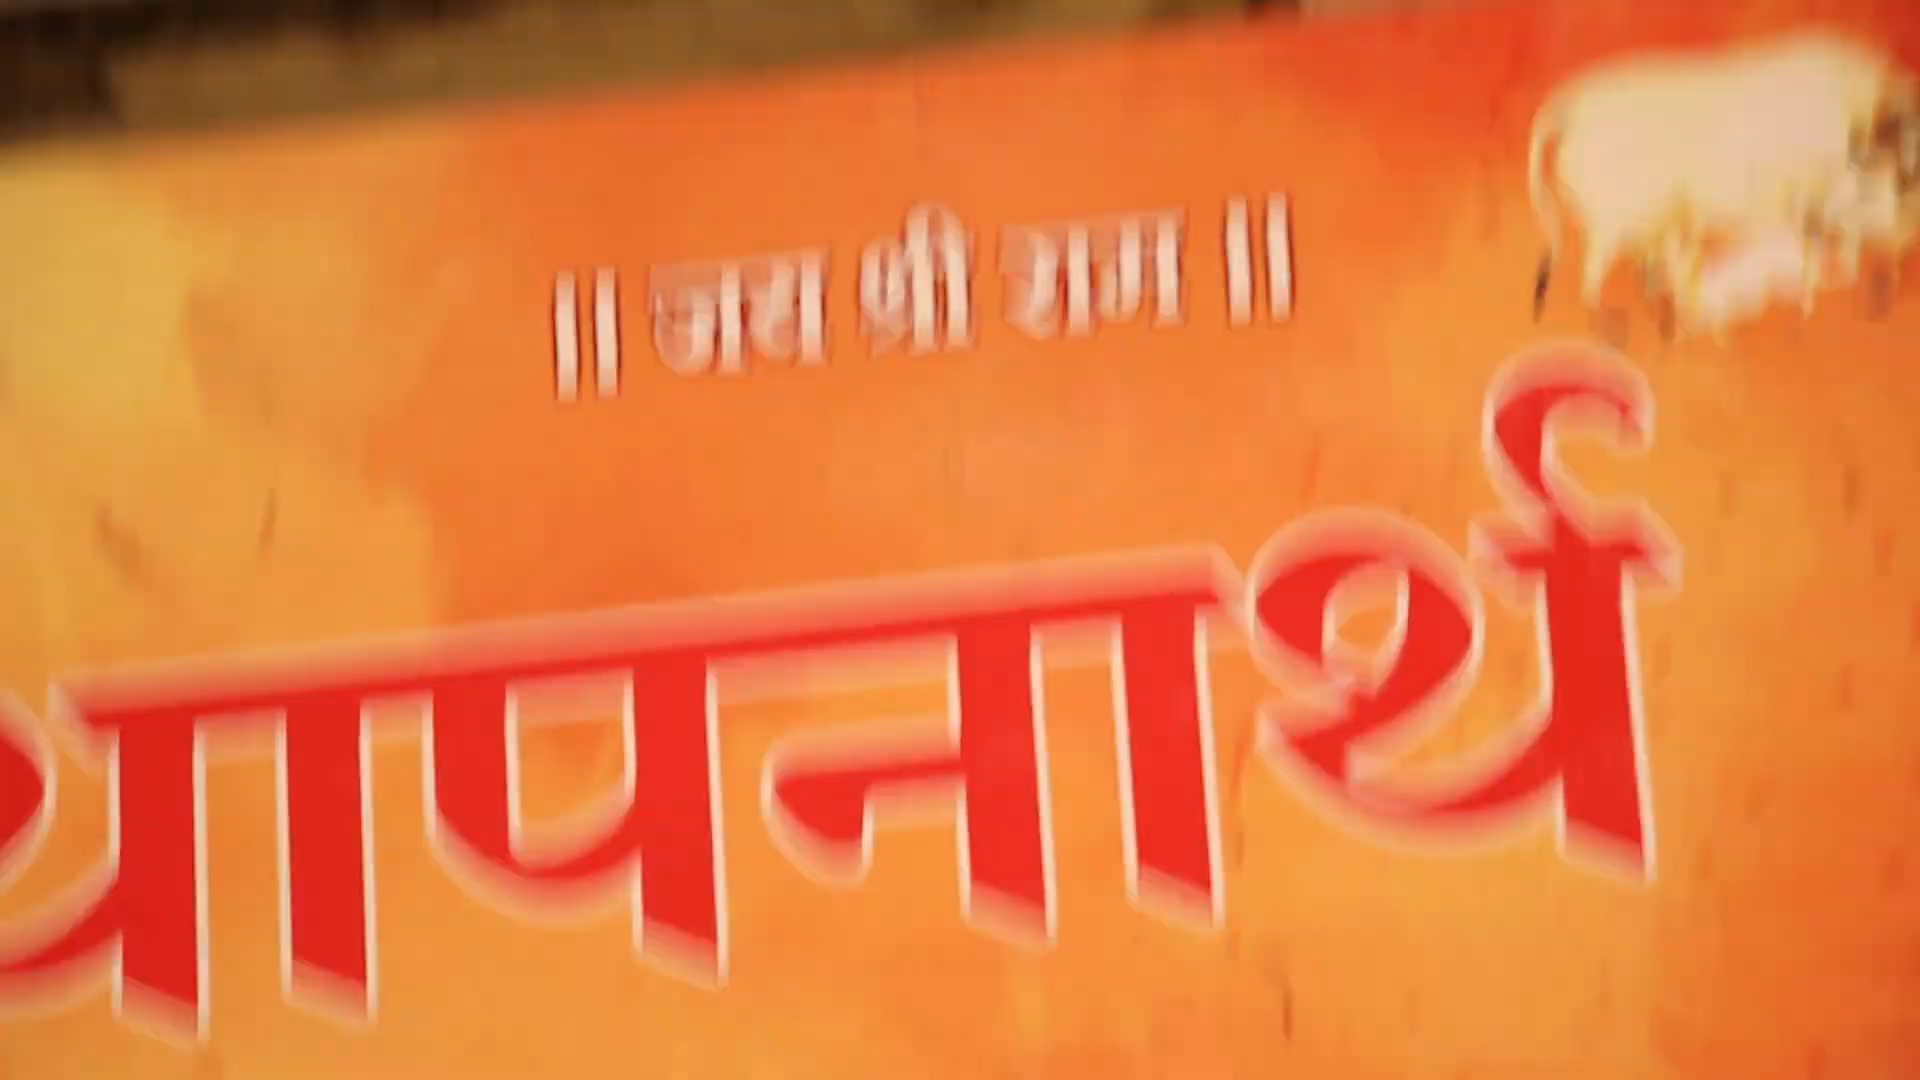 ॥ जय श्री राम ॥
थापनार्थ